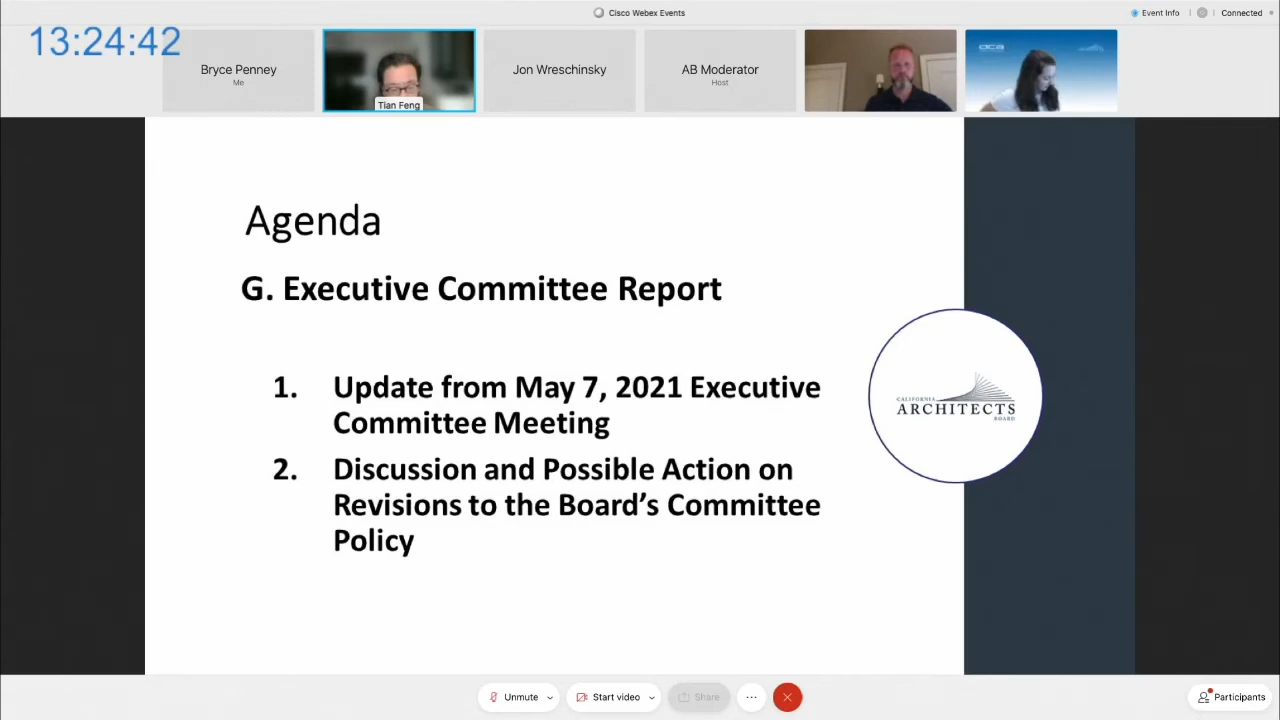 Cisco Webex Events
Event Info
Connected
13:24:42
Bryce Penney
Me
Tian Feng
Jon Wreschinsky
AB Moderator
Host
dca
Agenda
G. Executive Committee Report
1. Update from May 7, 2021 Executive
Committee Meeting
2. Discussion and Possible Action on
Revisions to the Board's Committee
Policy
CALIFORNIA
ARCHITECTS
BOARD
Unmute
Start video
Share
Participants